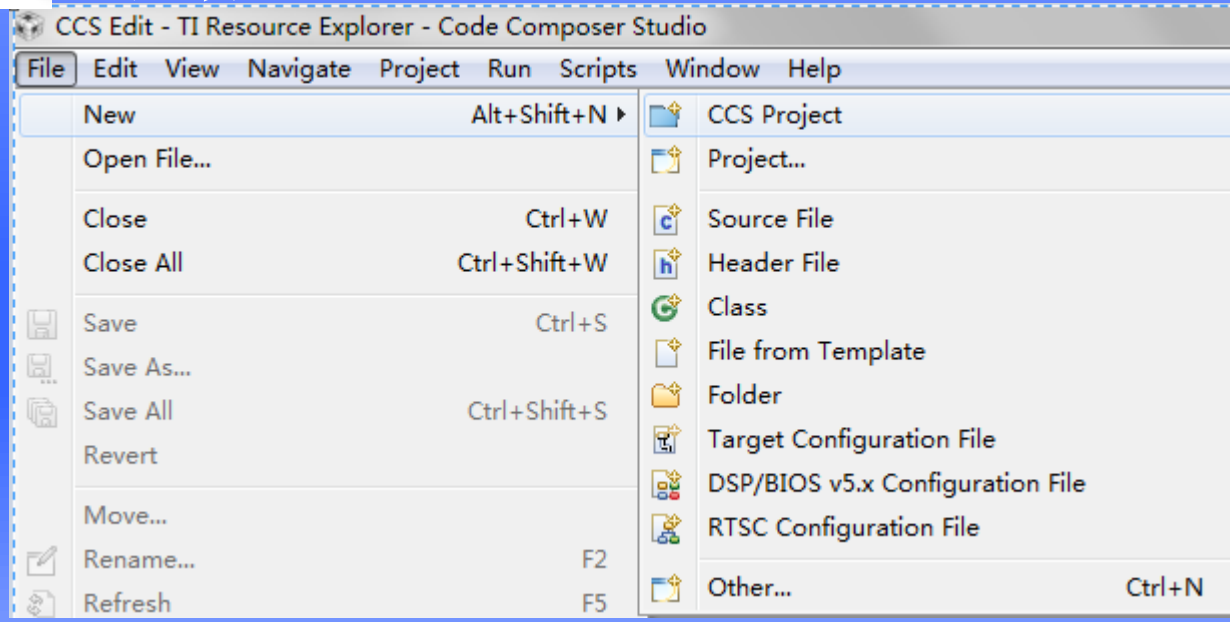 CCS Edit - TI Resource Explorer - Code Composer Studio
File Edit View Navigate Project Run Scripts Window Help
New Alt+Shift+N
Open File...
Close Ctrl+W
Close All Ctrl+Shift+W
Save Ctrl+S
Save As...
Save All Ctrl+Shift+S
Revert
Move...
Rename... F2
Refresh F5
CCS Project
Project...
Source File
Header File
Class
File from Template
Folder
Target Configuration File
DSP/BIOS v5.x Configuration File
RTSC Configuration File
Other... Ctrl+N